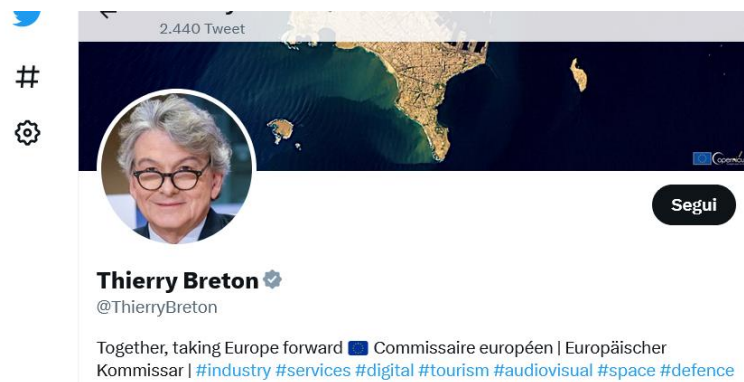 2.440 Tweet
Segui
Thierry Breton
@ThierryBreton
Together, taking Europe forward 🇪🇺 Commissaire européen | Europäischer
Kommissar | #industry #services #digital #tourism #audiovisual #space #defence